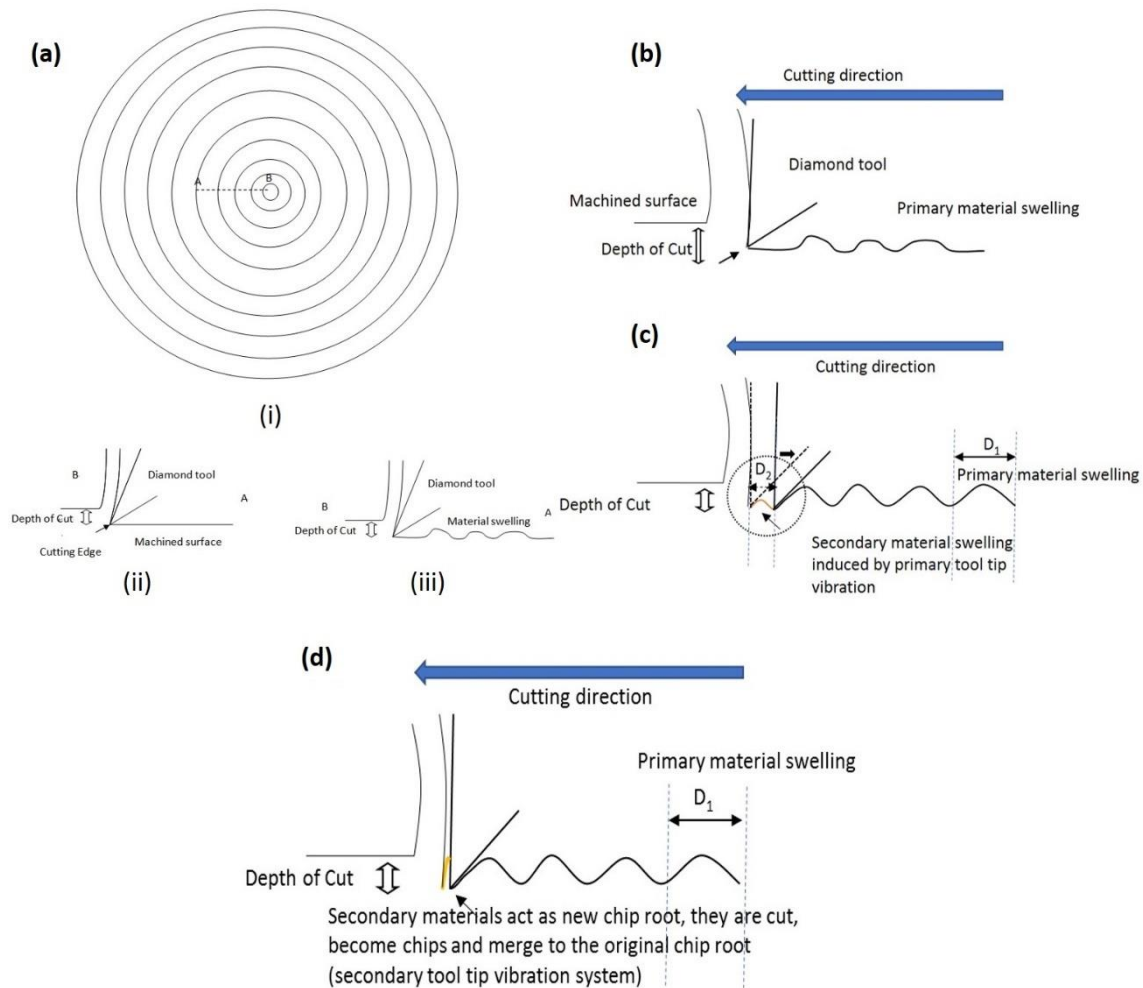 (a)
A
B
(i)
B
Diamond tool
A
Depth of Cut
Cutting Edge
Machined surface
(ii)
Diamond tool
B
Depth of Cut
Material swelling
A
(iii)
(b)
Cutting direction
Diamond tool
Machined surface
Primary material swelling
Depth of Cut
(c)
Cutting direction
D1
D2
Primary material swelling
Depth of Cut
Secondary material swelling
induced by primary tool tip
vibration
(d)
Cutting direction
Primary material swelling
D1
Depth of Cut
Secondary materials act as new chip root, they are cut,
become chips and merge to the original chip root
(secondary tool tip vibration system)